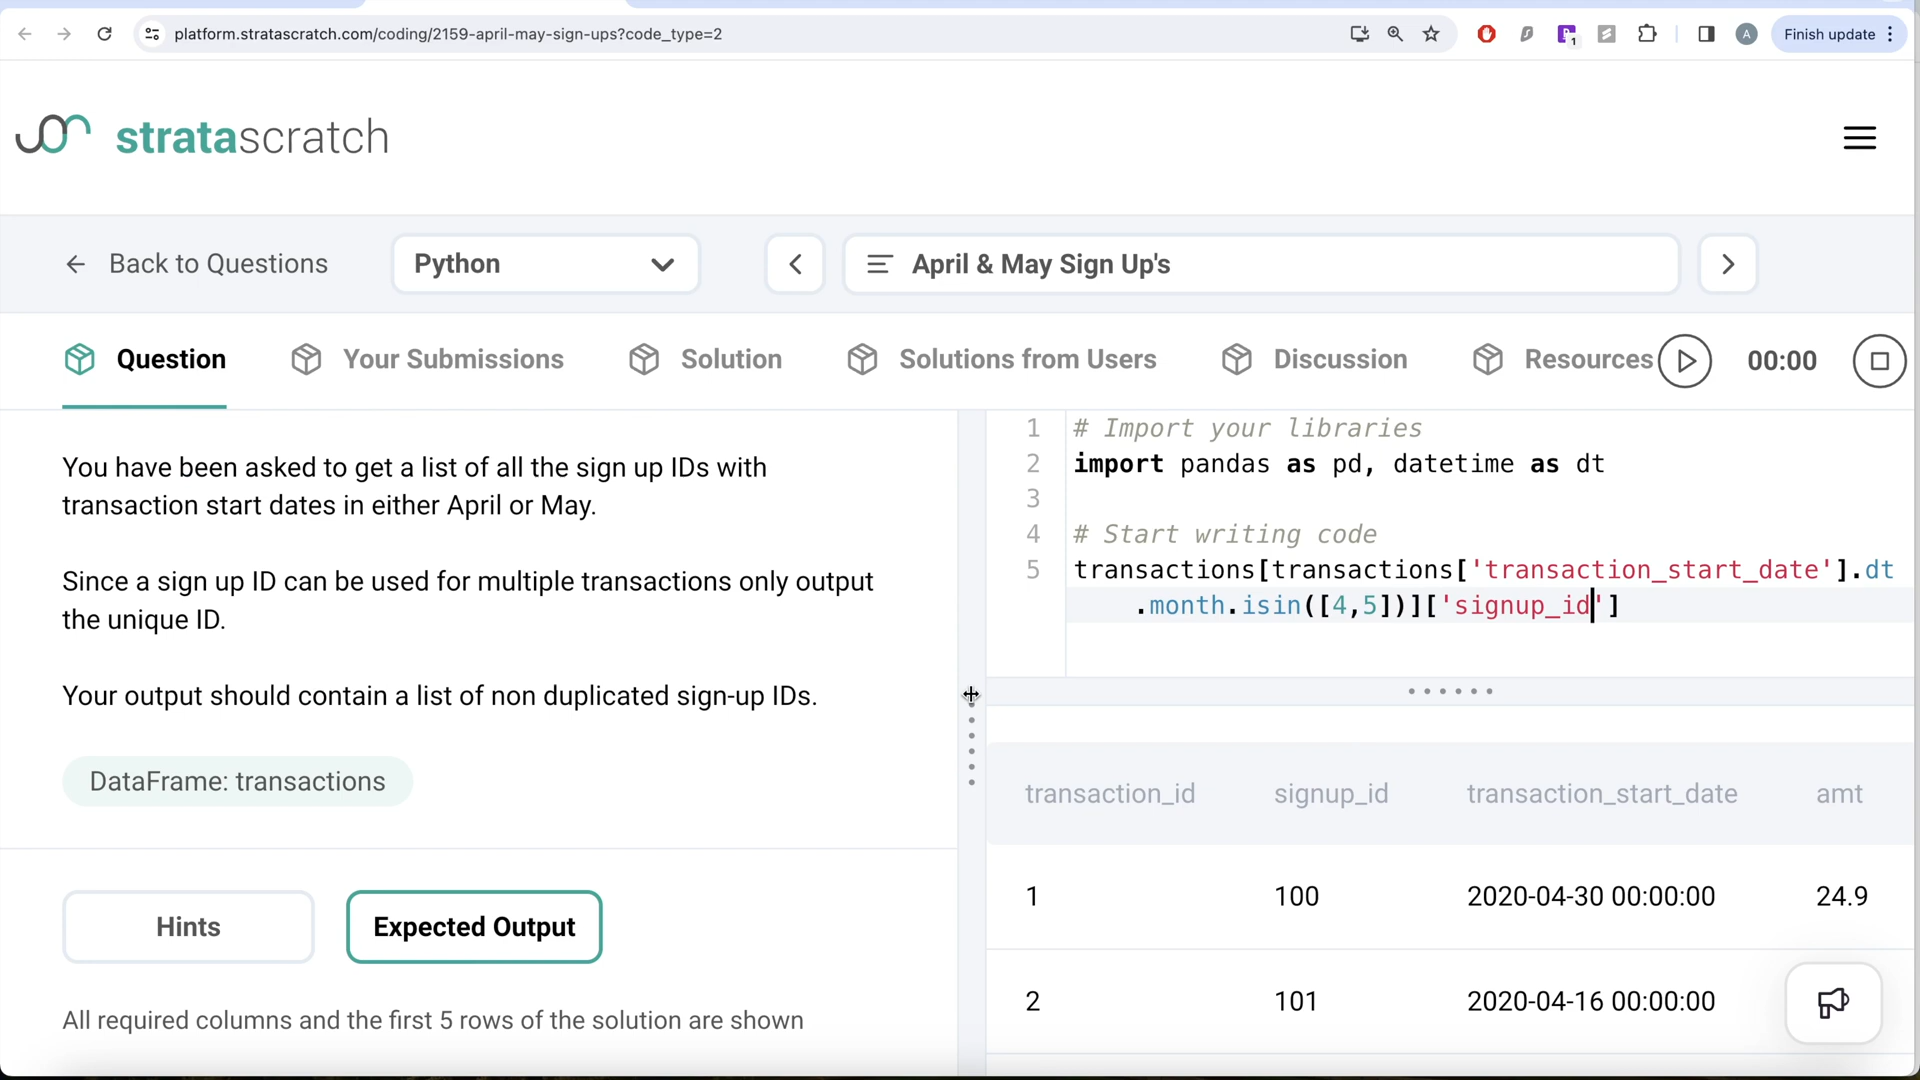 platform.stratascratch.com/coding/2159-april-may-sign-ups?code_type=2
1
A
Finish update
stratascratch
Back to Questions
Python
April & May Sign Up's
Question
Your Submissions
Solution
Solutions from Users
Discussion
Resources
00:00
You have been asked to get a list of all the sign up IDs with
transaction start dates in either April or May.
Since a sign up ID can be used for multiple transactions only output
the unique ID.
Your output should contain a list of non duplicated sign-up IDs.
DataFrame: transactions
Hints
Expected Output
All required columns and the first 5 rows of the solution are shown
1 # Import your libraries
2 import pandas as pd, datetime as dt
3
4 # Start writing code
5 transactions[transactions['transaction_start_date'].dt
.month.isin([4,5])]['signup_id']
transaction_id signup_id transaction_start_date amt
1 100 2020-04-30 00:00:00 24.9
2 101 2020-04-16 00:00:00